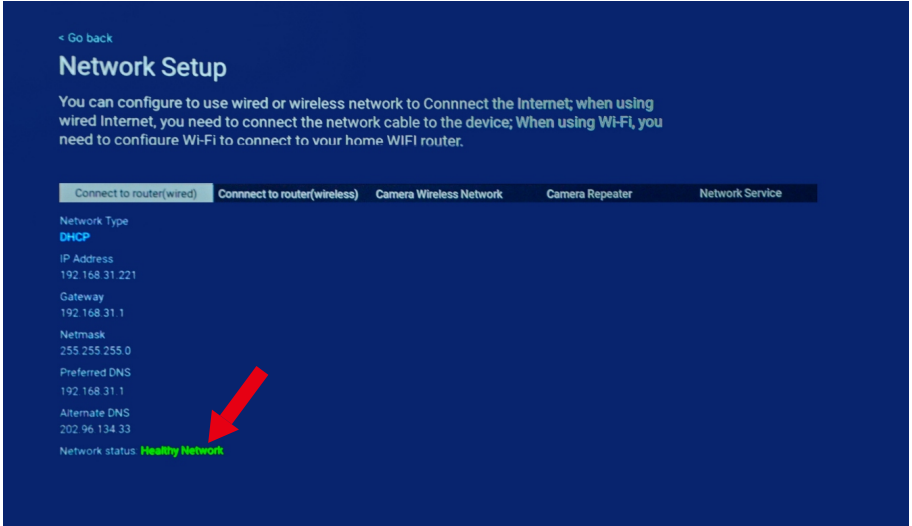 < Go back
Network Setup
You can configure to use wired or wireless network to Connnect the Internet; when using
wired Internet, you need to connect the network cable to the device; When using Wi-Fi, you
need to configure Wi-Fi to connect to your home WIFI router.
Connect to router(wired) Connnect to router(wireless) Camera Wireless Network Camera Repeater Network Service
Network Type
DHCP
IP Address
192.168.31.221
Gateway
192.168.31.1
Netmask
255.255.255.0
Preferred DNS
192.168.31.1
Alternate DNS
202.96.134.33
Network status: Healthy Network